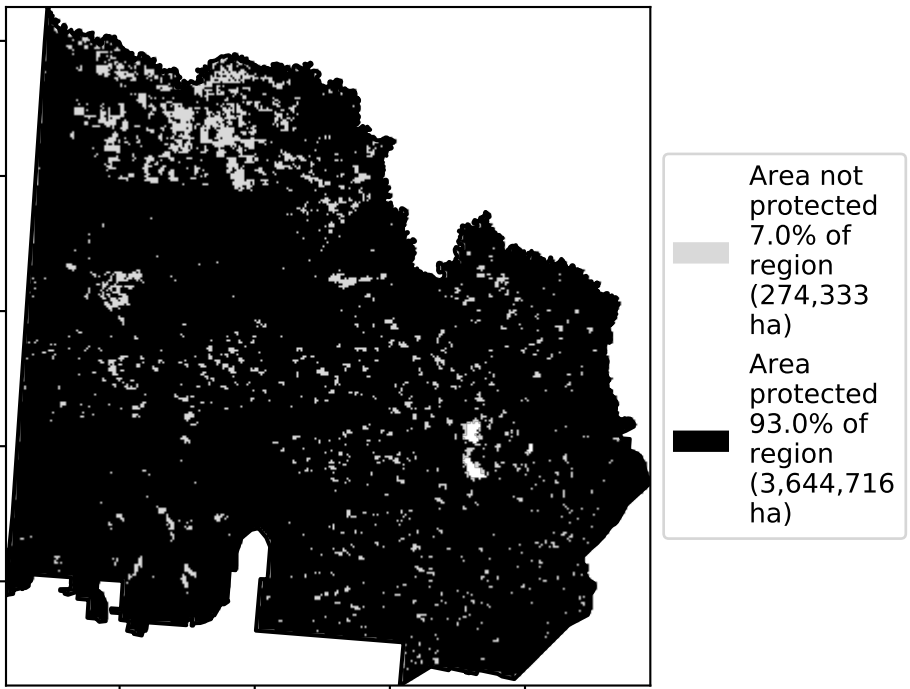 Area not
protected
7.0% of
region
(274,333
ha)
Area
protected
93.0% of
region
(3,644,716
ha)